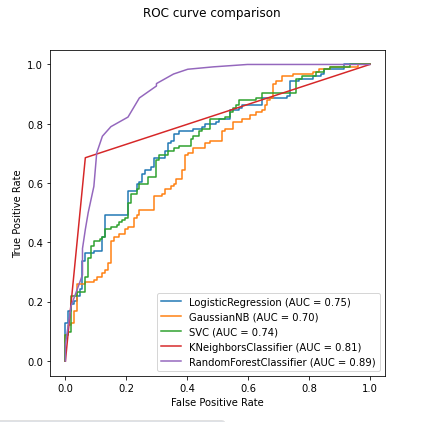 ROC curve comparison
True Positive Rate
1.0
0.8
0.6
0.4
0.2
0.0
LogisticRegression (AUC = 0.75)
GaussianNB (AUC = 0.70)
SVC (AUC = 0.74)
KNeighborsClassifier (AUC = 0.81)
RandomForestClassifier (AUC = 0.89)
0.0 0.2 0.4 0.6 0.8 1.0
False Positive Rate